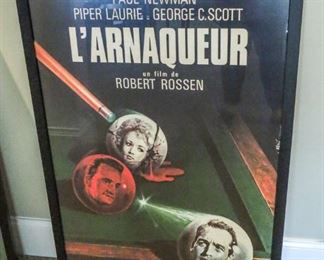 PAUL NEWMAN
PIPER LAURIE • GEORGE C. SCOTT
L'ARNAQUEUR
un film de
ROBERT ROSSEN